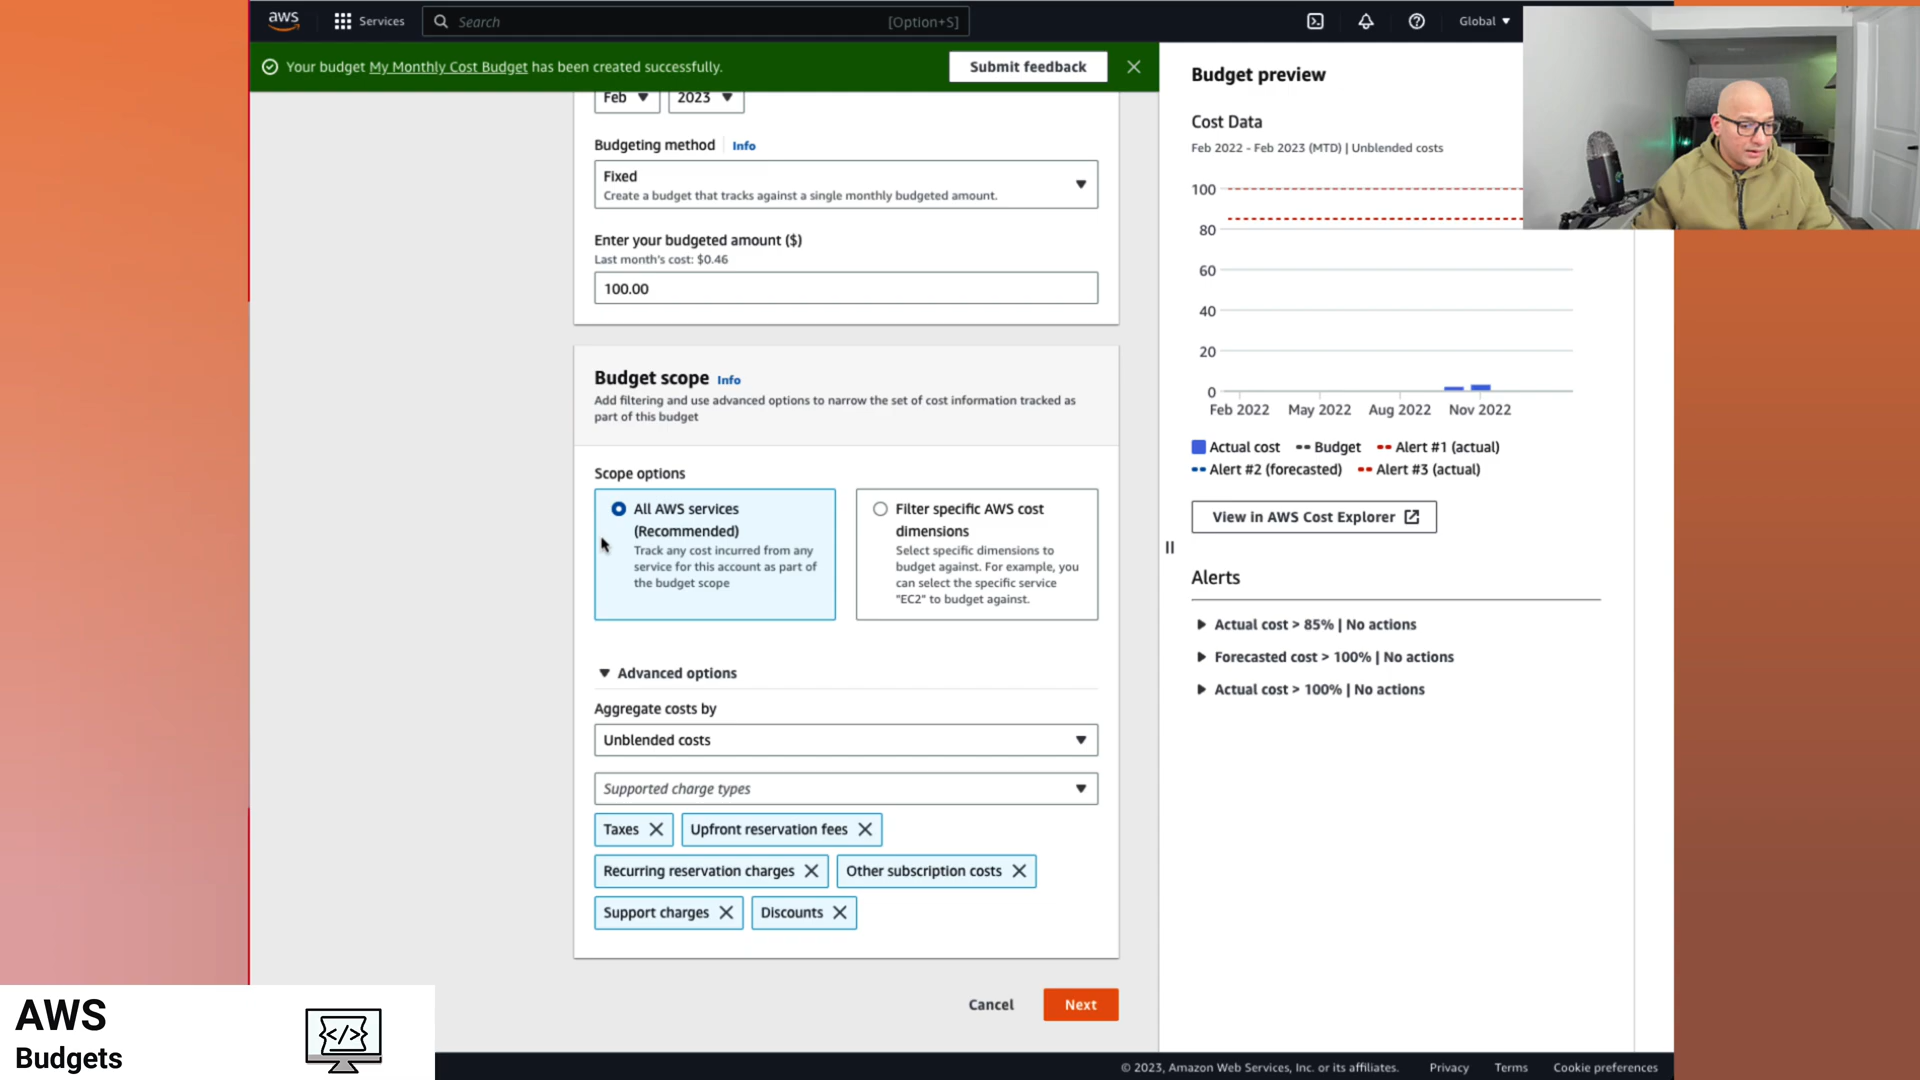 aws
Services
Search
[Option+S]
Global
Your budget My Monthly Cost Budget has been created successfully.
Submit feedback
Feb
2023
Budgeting method
Info
Fixed
Create a budget that tracks against a single monthly budgeted amount.
Enter your budgeted amount ($)
Last month's cost: $0.46
100.00
Budget scope Info
Add filtering and use advanced options to narrow the set of cost information tracked as
part of this budget
Scope options
All AWS services
(Recommended)
Track any cost incurred from any
service for this account as part of
the budget scope
Filter specific AWS cost
dimensions
Select specific dimensions to
budget against. For example, you
can select the specific service
"EC2" to budget against.
Advanced options
Aggregate costs by
Unblended costs
Supported charge types
Taxes
Upfront reservation fees
Recurring reservation charges
Other subscription costs
Support charges
Discounts
Cancel
Next
Budget preview
Cost Data
Feb 2022 - Feb 2023 (MTD) | Unblended costs
100
80
60
40
20
0
Feb 2022 May 2022 Aug 2022 Nov 2022
Actual cost Budget Alert #1 (actual)
Alert #2 (forecasted) Alert #3 (actual)
View in AWS Cost Explorer
Alerts
Actual cost > 85% | No actions
Forecasted cost > 100% | No actions
Actual cost > 100% | No actions
AWS
Budgets
</>
© 2023, Amazon Web Services, Inc. or its affiliates. Privacy Terms Cookie preferences